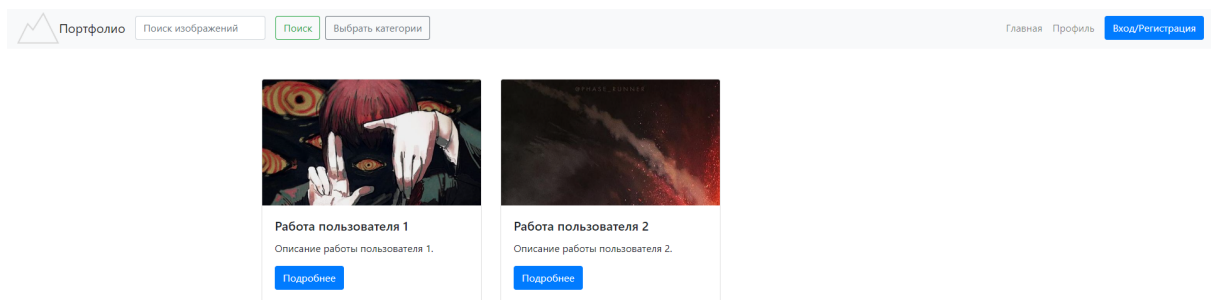 Портфолио Поиск изображений Поиск Выбрать категории Главная Профиль Вход/Регистрация
@PHASE_RUNNER
Работа пользователя 1
Описание работы пользователя 1.
Подробнее
Работа пользователя 2
Описание работы пользователя 2.
Подробнее